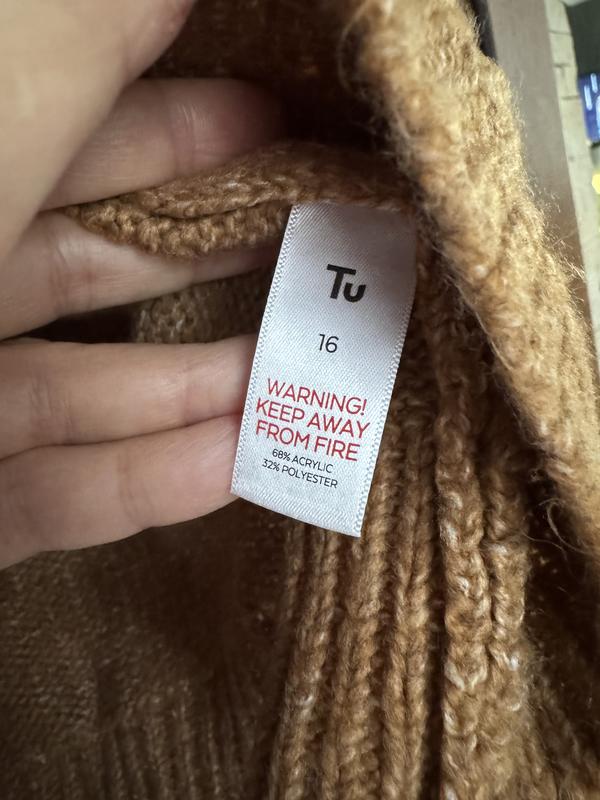 Tu
16
WARNING!
KEEP AWAY
FROM FIRE
68% ACRYLIC
32% POLYESTER